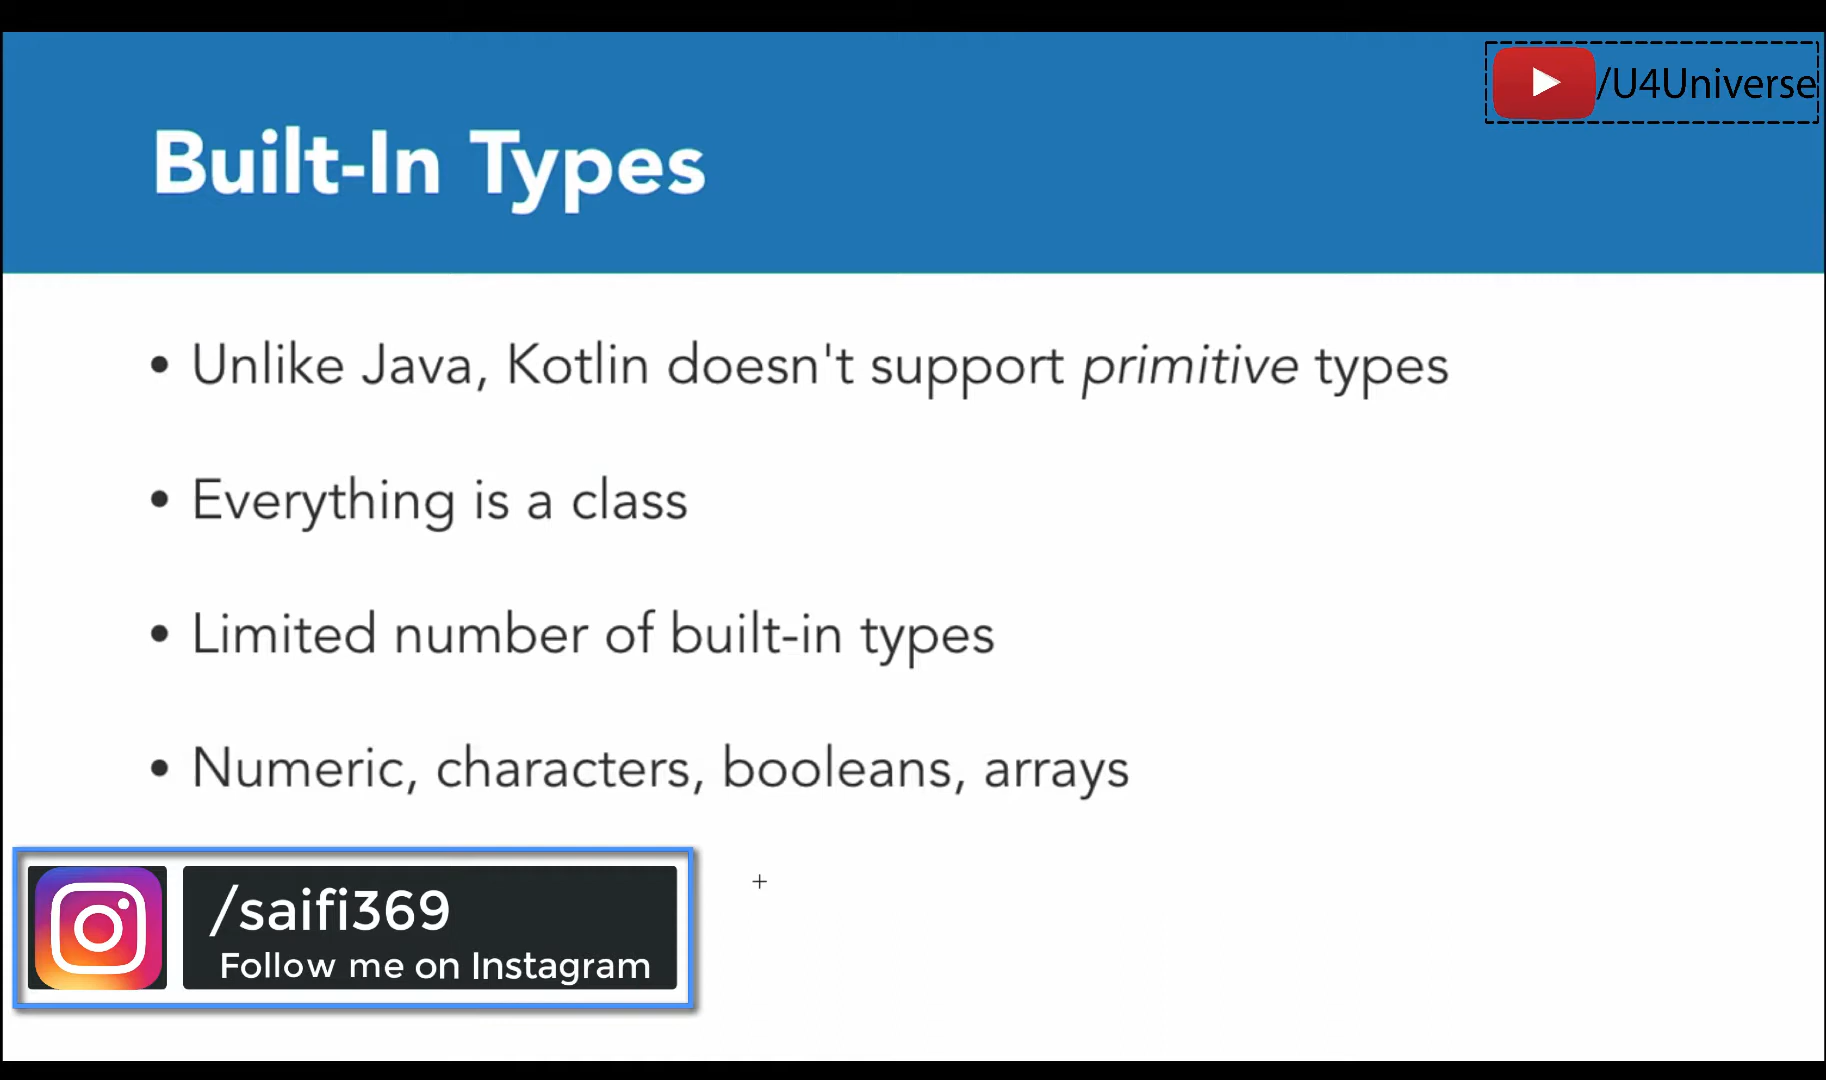 /U4Universe
Built-In Types
• Unlike Java, Kotlin doesn't support primitive types
• Everything is a class
• Limited number of built-in types
• Numeric, characters, booleans, arrays
/saifi369
Follow me on Instagram